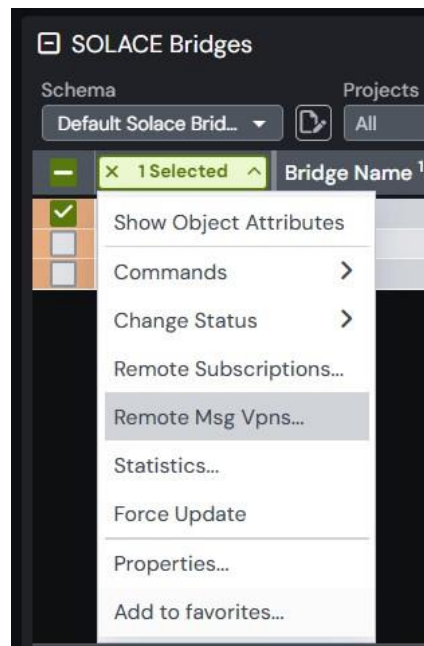 SOLACE Bridges
Schema Projects
Default Solace Brid... All
1 Selected Bridge Name 1
Show Object Attributes
Commands
Change Status
Remote Subscriptions...
Remote Msg Vpns...
Statistics...
Force Update
Properties...
Add to favorites...